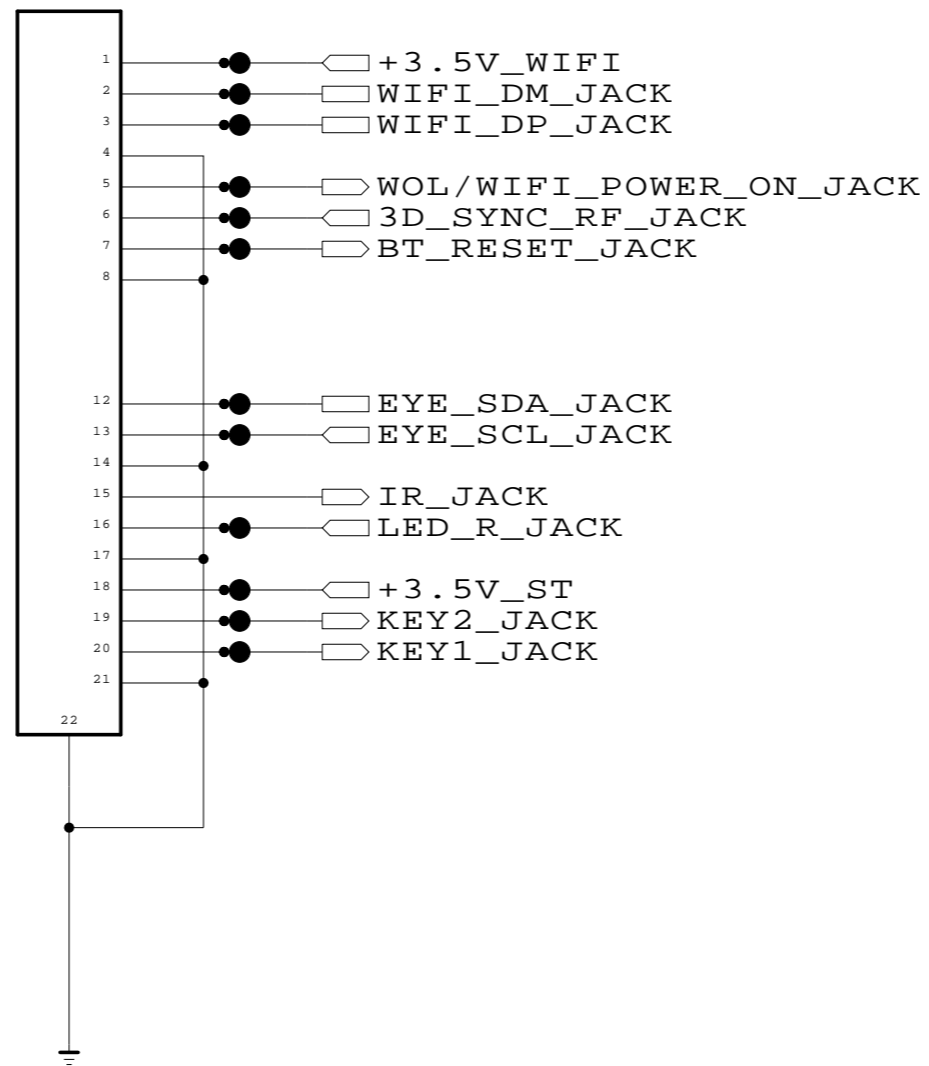 1 +3.5V_WIFI
2 WIFI_DM_JACK
3 WIFI_DP_JACK
4
5 WOL/WIFI_POWER_ON_JACK
6 3D_SYNC_RF_JACK
7 BT_RESET_JACK
8
12 EYE_SDA_JACK
13 EYE_SCL_JACK
14
15 IR_JACK
16 LED_R_JACK
17
18 +3.5V_ST
19 KEY2_JACK
20 KEY1_JACK
21
22